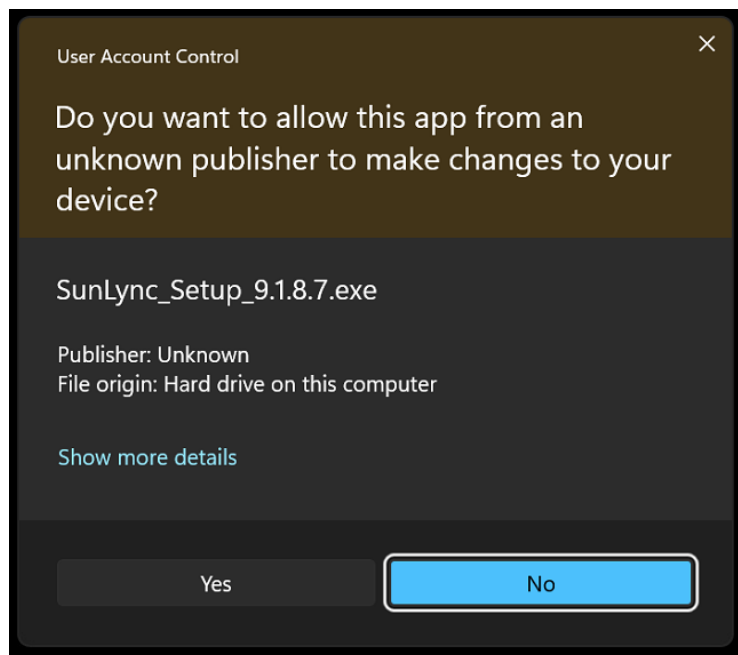 User Account Control
Do you want to allow this app from an
unknown publisher to make changes to your
device?
SunLync_Setup_9.1.8.7.exe
Publisher: Unknown
File origin: Hard drive on this computer
Show more details
Yes
No